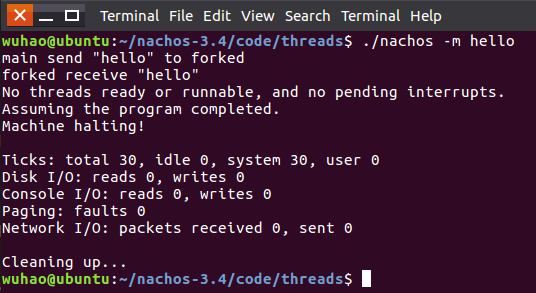 Terminal File Edit View Search Terminal Help
wuhao@ubuntu:~/nachos-3.4/code/threads$ ./nachos -m hello
main send "hello" to forked
forked receive "hello"
No threads ready or runnable, and no pending interrupts.
Assuming the program completed.
Machine halting!
Ticks: total 30, idle 0, system 30, user 0
Disk I/O: reads 0, writes 0
Console I/O: reads 0, writes 0
Paging: faults 0
Network I/O: packets received 0, sent 0
Cleaning up...
wuhao@ubuntu:~/nachos-3.4/code/threads$